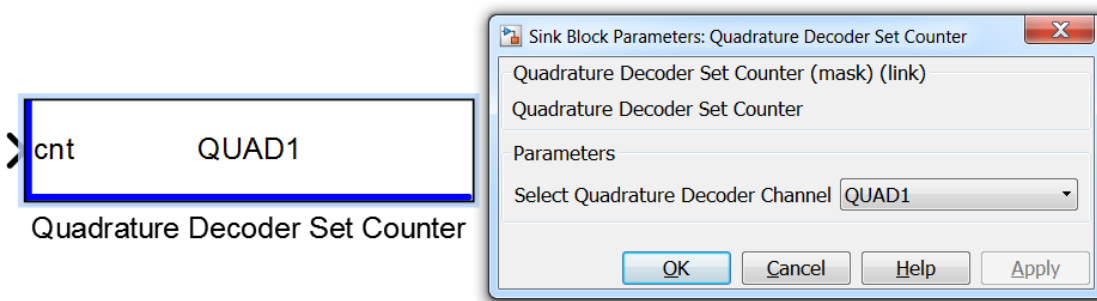 cnt QUAD1
Quadrature Decoder Set Counter
Sink Block Parameters: Quadrature Decoder Set Counter
Quadrature Decoder Set Counter (mask) (link)
Quadrature Decoder Set Counter
Parameters
Select Quadrature Decoder Channel QUAD1
OK Cancel Help Apply